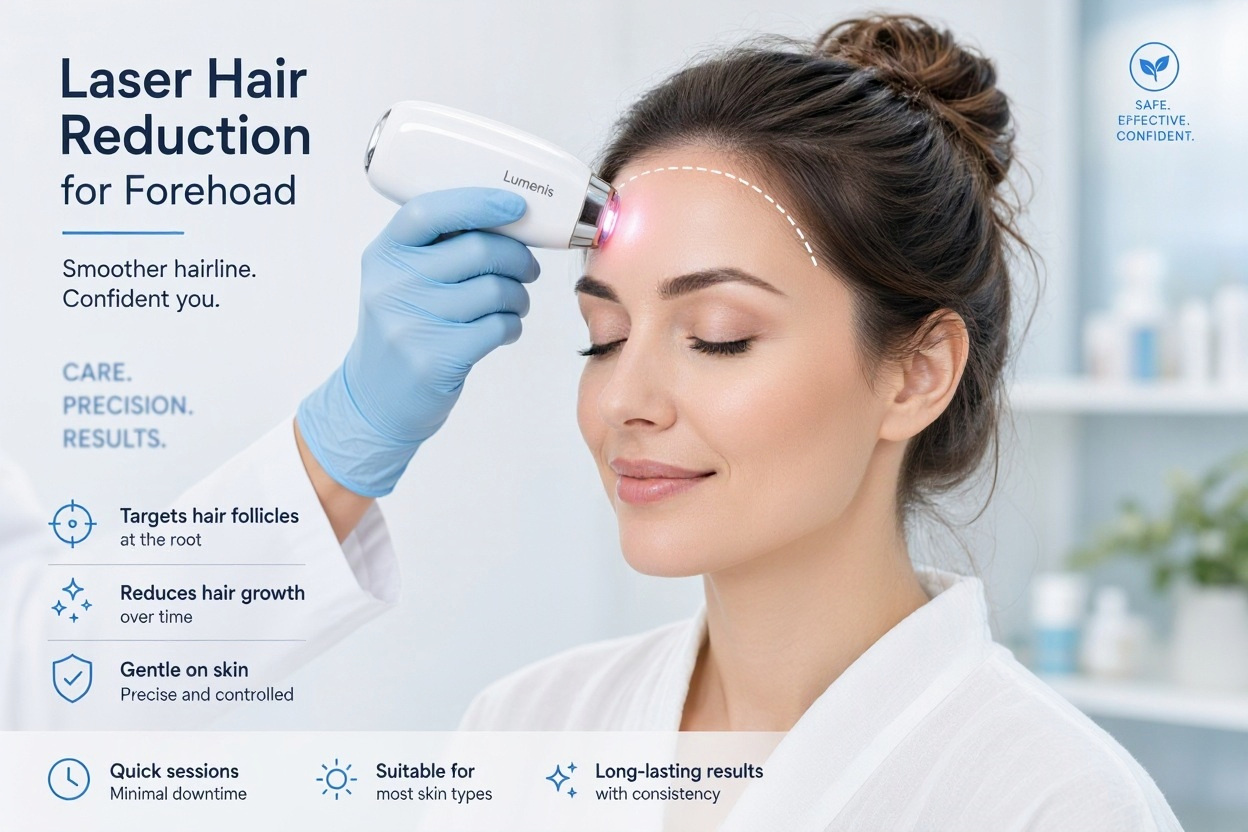 Laser Hair
Reduction
for Forehoad
Smoother hairline.
Confident you.
CARE.
PRECISION.
RESULTS.
Targets hair follicles
at the root
Reduces hair growth
over time
Gentle on skin
Precise and controlled
Quick sessions
Minimal downtime
Suitable for
most skin types
Long-lasting results
with consistency
Lumenis
SAFE.
EFFECTIVE.
CONFIDENT.